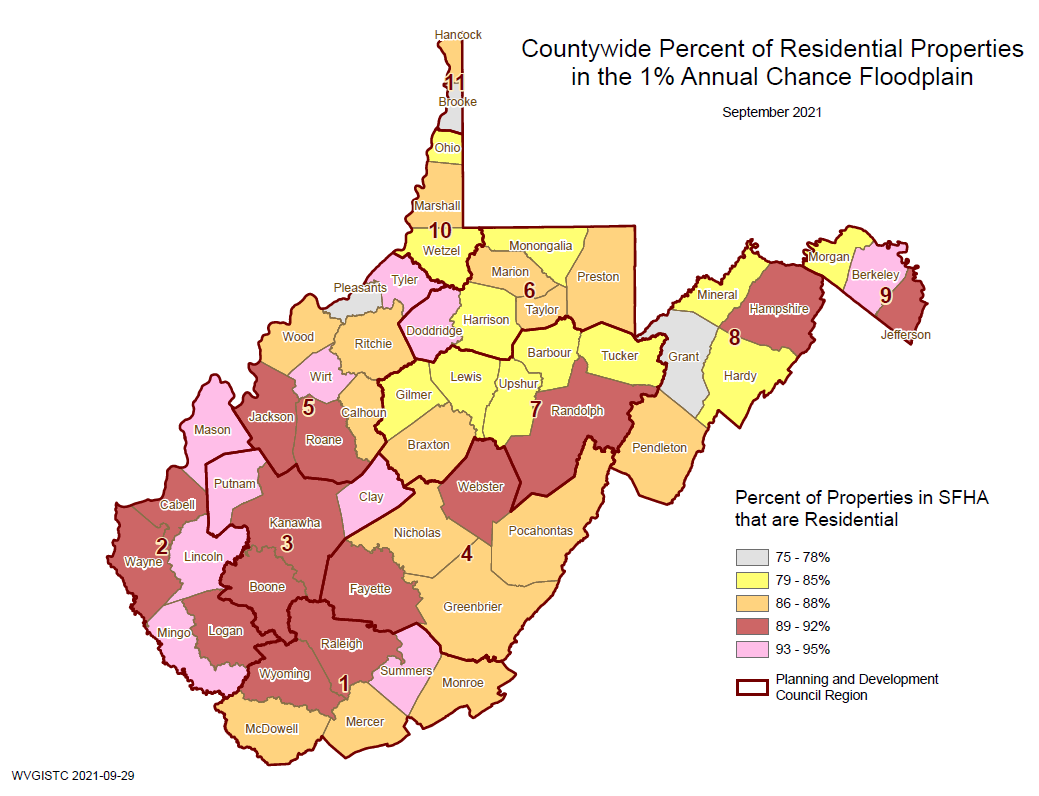 Countywide Percent of Residential Properties
in the 1% Annual Chance Floodplain
September 2021
Hancock
11
Brooke
Ohio
Marshall
10
Wetzel
Monongalia
Marion
6
Preston
Taylor
Tyler
Pleasants
Doddridge
Harrison
Wood
Ritchie
Wirt
Barbour
Tucker
Lewis
Upshur
Gilmer
7
Randolph
Morgan
Berkeley
9
Jefferson
Mineral
Hampshire
8
Grant
Hardy
Pendleton
Jackson
5
Calhoun
Roane
Mason
Braxton
Putnam
Clay
Webster
Cabell
Kanawha
3
Nicholas
Pocahontas
2
Wayne
Lincoln
4
Boone
Fayette
Greenbrier
Mingo
Logan
Raleigh
Wyoming
1
Summers
Monroe
McDowell
Mercer
Percent of Properties in SFHA
that are Residential
75 - 78%
79 - 85%
86 - 88%
89 - 92%
93 - 95%
Planning and Development
Council Region
WVGISTC 2021-09-29